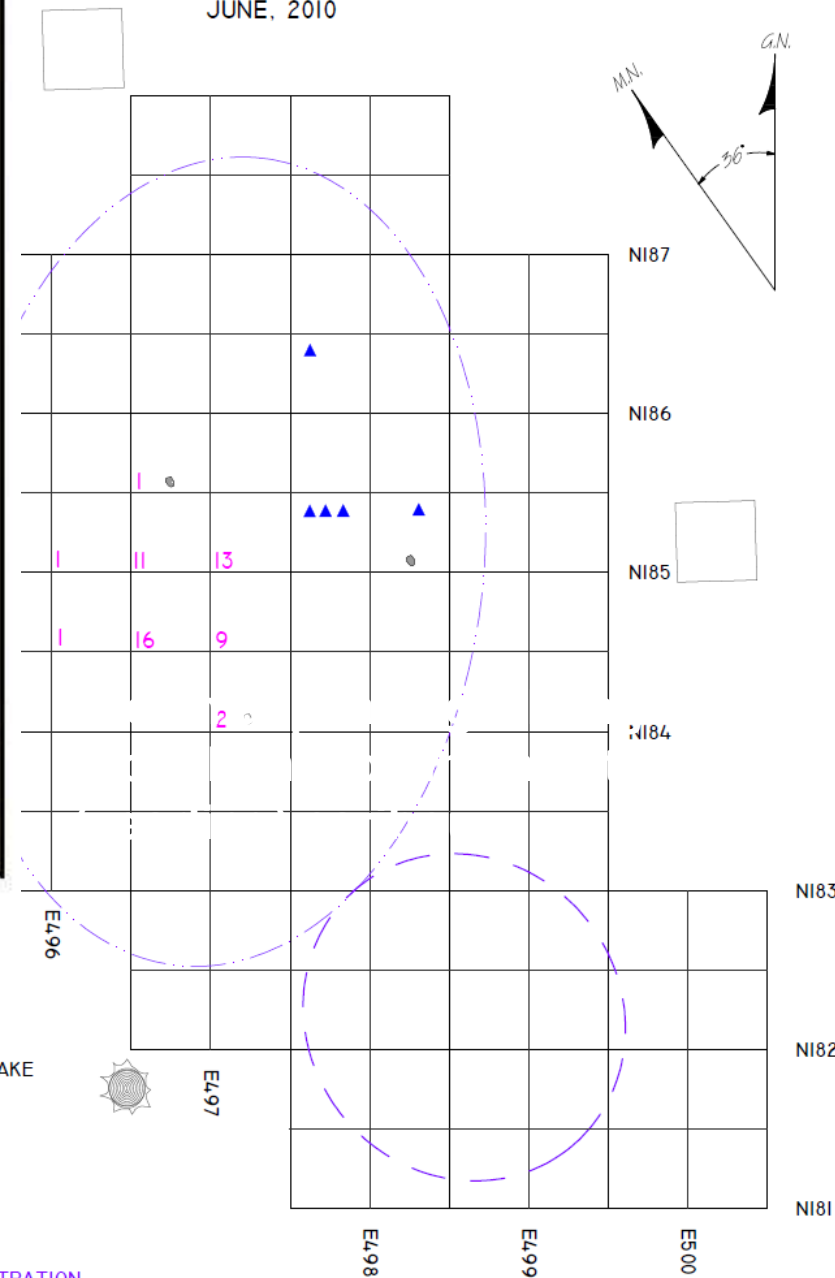 JUNE, 2010
G.N.
M.N.
36°
N187
N186
1
1 11 13
N185
1 16 9
2
N184
N183
E496
N182
AKE
E497
N181
E498
E499
E500
TRATION